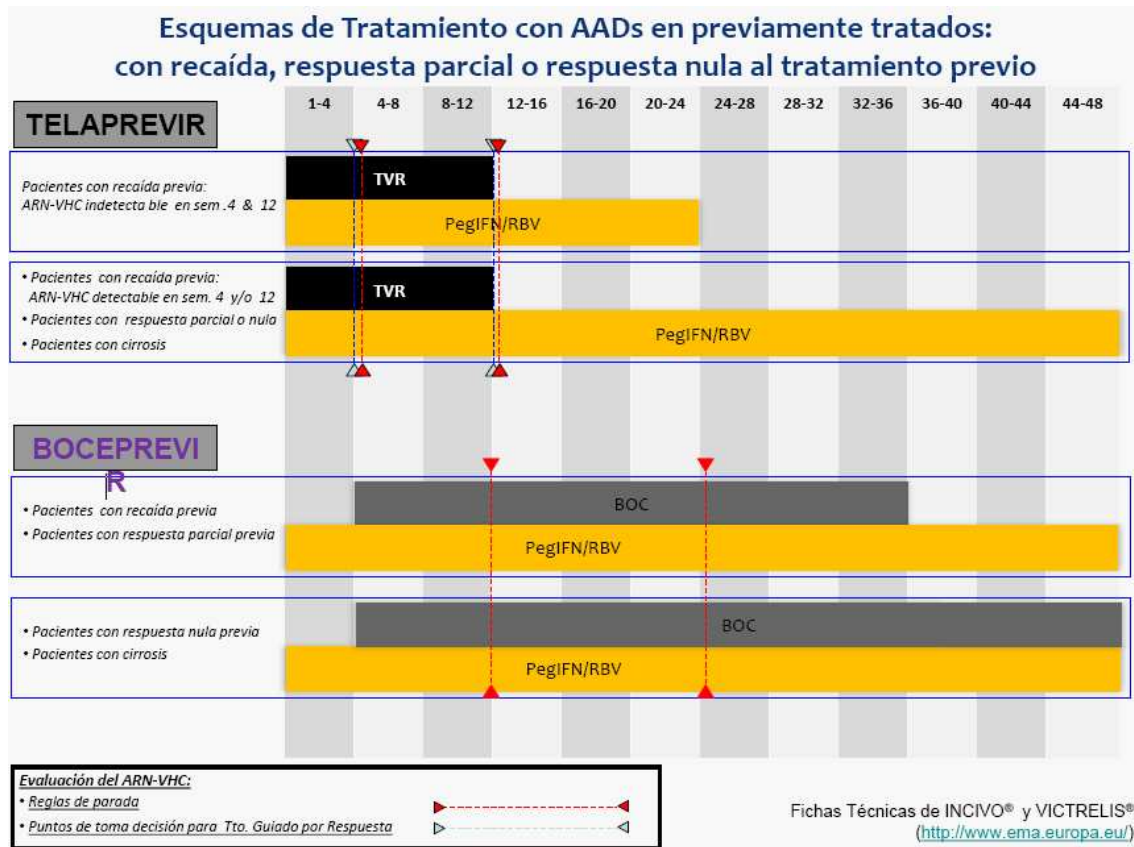 Esquemas de Tratamiento con AADs en previamente tratados:
con recaída, respuesta parcial o respuesta nula al tratamiento previo
1-4 4-8 8-12 12-16 16-20 20-24 24-28 28-32 32-36 36-40 40-44 44-48
TELAPREVIR
Pacientes con recaída previa:
ARN-VHC indetecta ble en sem .4 & 12
TVR
PegIFN/RBV
• Pacientes con recaída previa:
ARN-VHC detectable en sem. 4 y/o 12
• Pacientes con respuesta parcial o nula
• Pacientes con cirrosis
TVR
PegIFN/RBV
BOCEPREVI
R
• Pacientes con recaída previa
• Pacientes con respuesta parcial previa
BOC
PegIFN/RBV
• Pacientes con respuesta nula previa
• Pacientes con cirrosis
BOC
PegIFN/RBV
Evaluación del ARN-VHC:
• Reglas de parada
• Puntos de toma decisión para Tto. Guiado por Respuesta
Fichas Técnicas de INCIVO® y VICTRELIS®
(http://www.ema.europa.eu/)